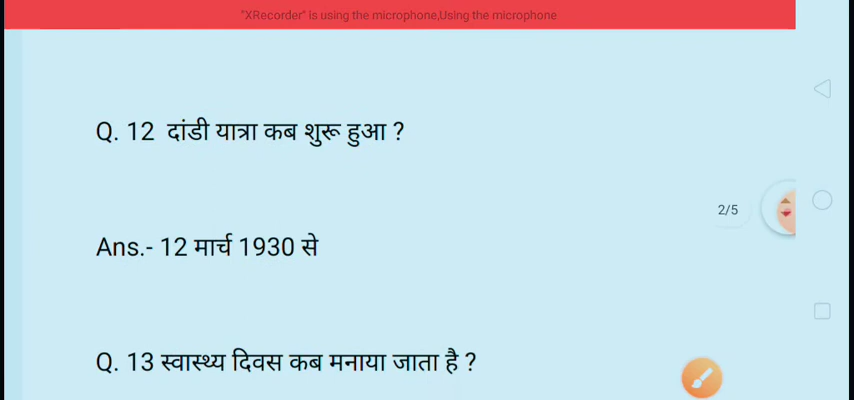 "XRecorder" is using the microphone,Using the microphone
Q. 12 दांडी यात्रा कब शुरू हुआ ?
2/5
Ans.- 12 मार्च 1930 से
Q. 13 स्वास्थ्य दिवस कब मनाया जाता है ?